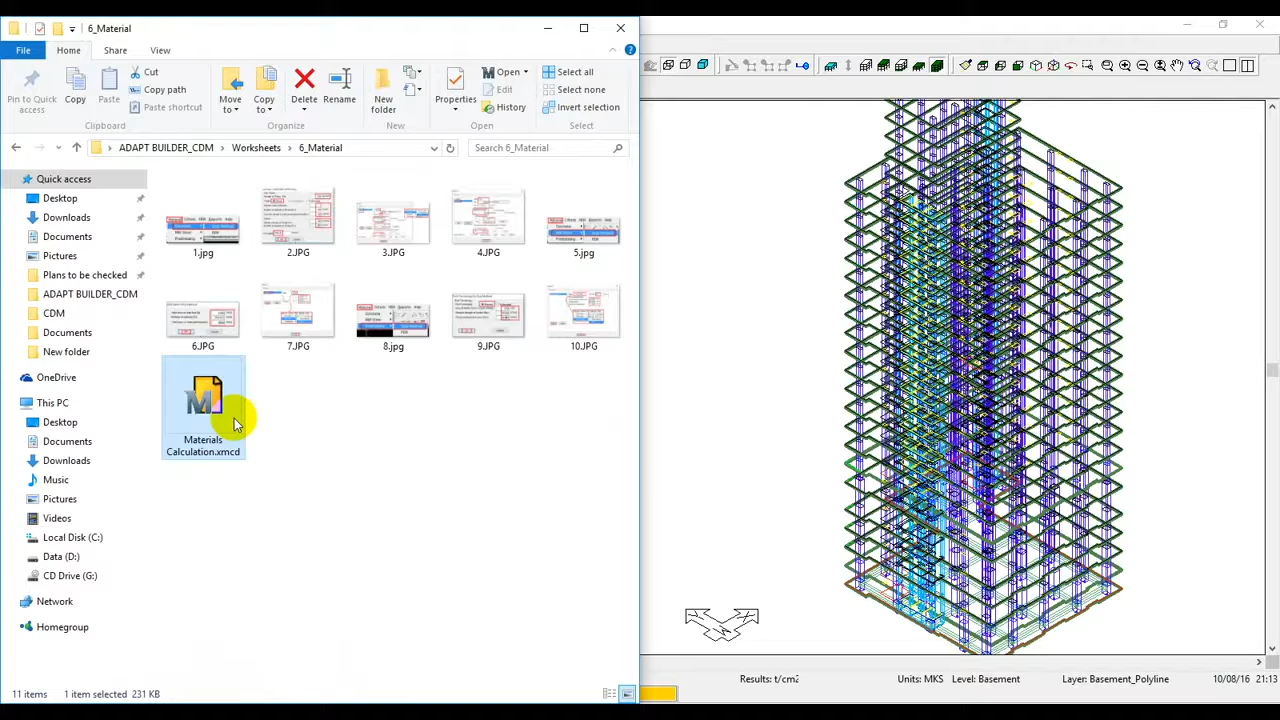 6_Material
File
Home
Share
View
Pin to Quick access
Copy
Paste
Cut
Copy path
Paste shortcut
Clipboard
Move to
Copy to
Delete
Rename
Organize
New folder
New
Properties
Open
Edit
History
Open
Select all
Select none
Invert selection
Select
ADAPT BUILDER_CDM
Worksheets
6_Material
Search 6_Material
Quick access
Desktop
Downloads
Documents
Pictures
Plans to be checked
ADAPT BUILDER_CDM
CDM
Documents
New folder
OneDrive
This PC
Desktop
Documents
Downloads
Music
Pictures
Videos
Local Disk (C:)
Data (D:)
CD Drive (G:)
Network
Homegroup
1.jpg
2.JPG
3.JPG
4.JPG
5.jpg
6.JPG
7.JPG
8.jpg
9.JPG
10.JPG
Materials
Calculation.xmcd
11 items
1 item selected 231 KB
Results: t/cm2
Units: MKS
Level: Basement
Layer: Basement_Polyline
10/08/16
21:13